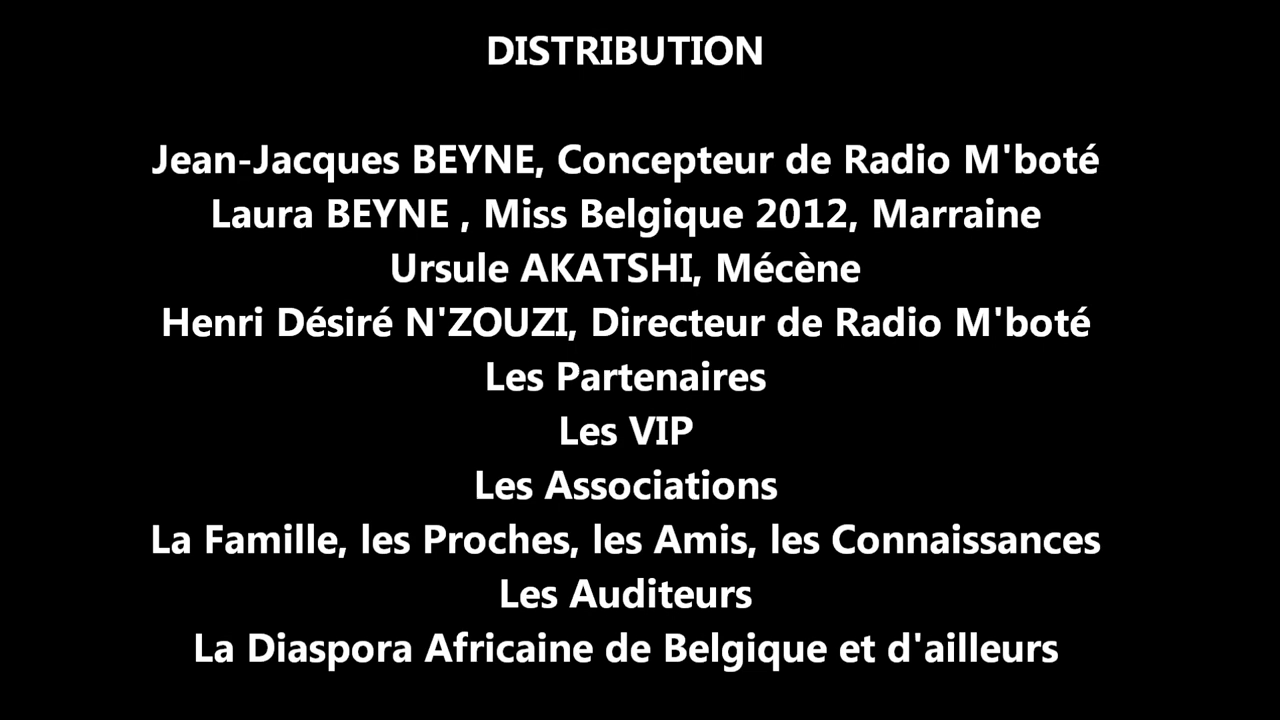 DISTRIBUTION
Jean-Jacques BEYNE, Concepteur de Radio M'boté
Laura BEYNE , Miss Belgique 2012, Marraine
Ursule AKATSHI, Mécène
Henri Désiré N'ZOUZI, Directeur de Radio M'boté
Les Partenaires
Les VIP
Les Associations
La Famille, les Proches, les Amis, les Connaissances
Les Auditeurs
La Diaspora Africaine de Belgique et d'ailleurs